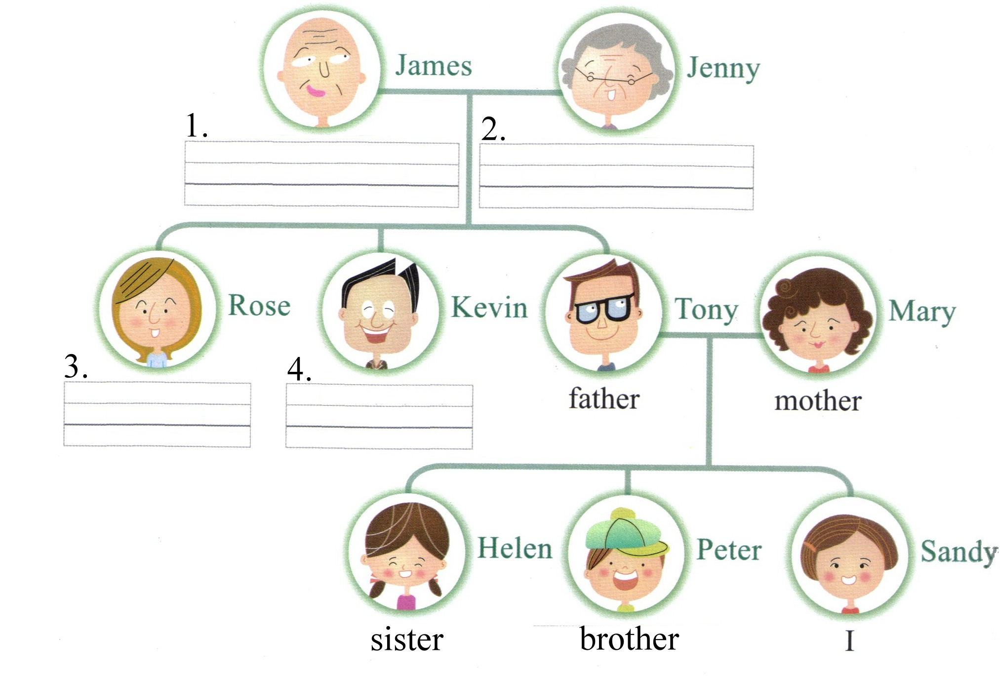 James
Jenny
1.
2.
Rose
Kevin
Tony
Mary
3.
4.
father
mother
Helen
Peter
Sandy
sister
brother
I